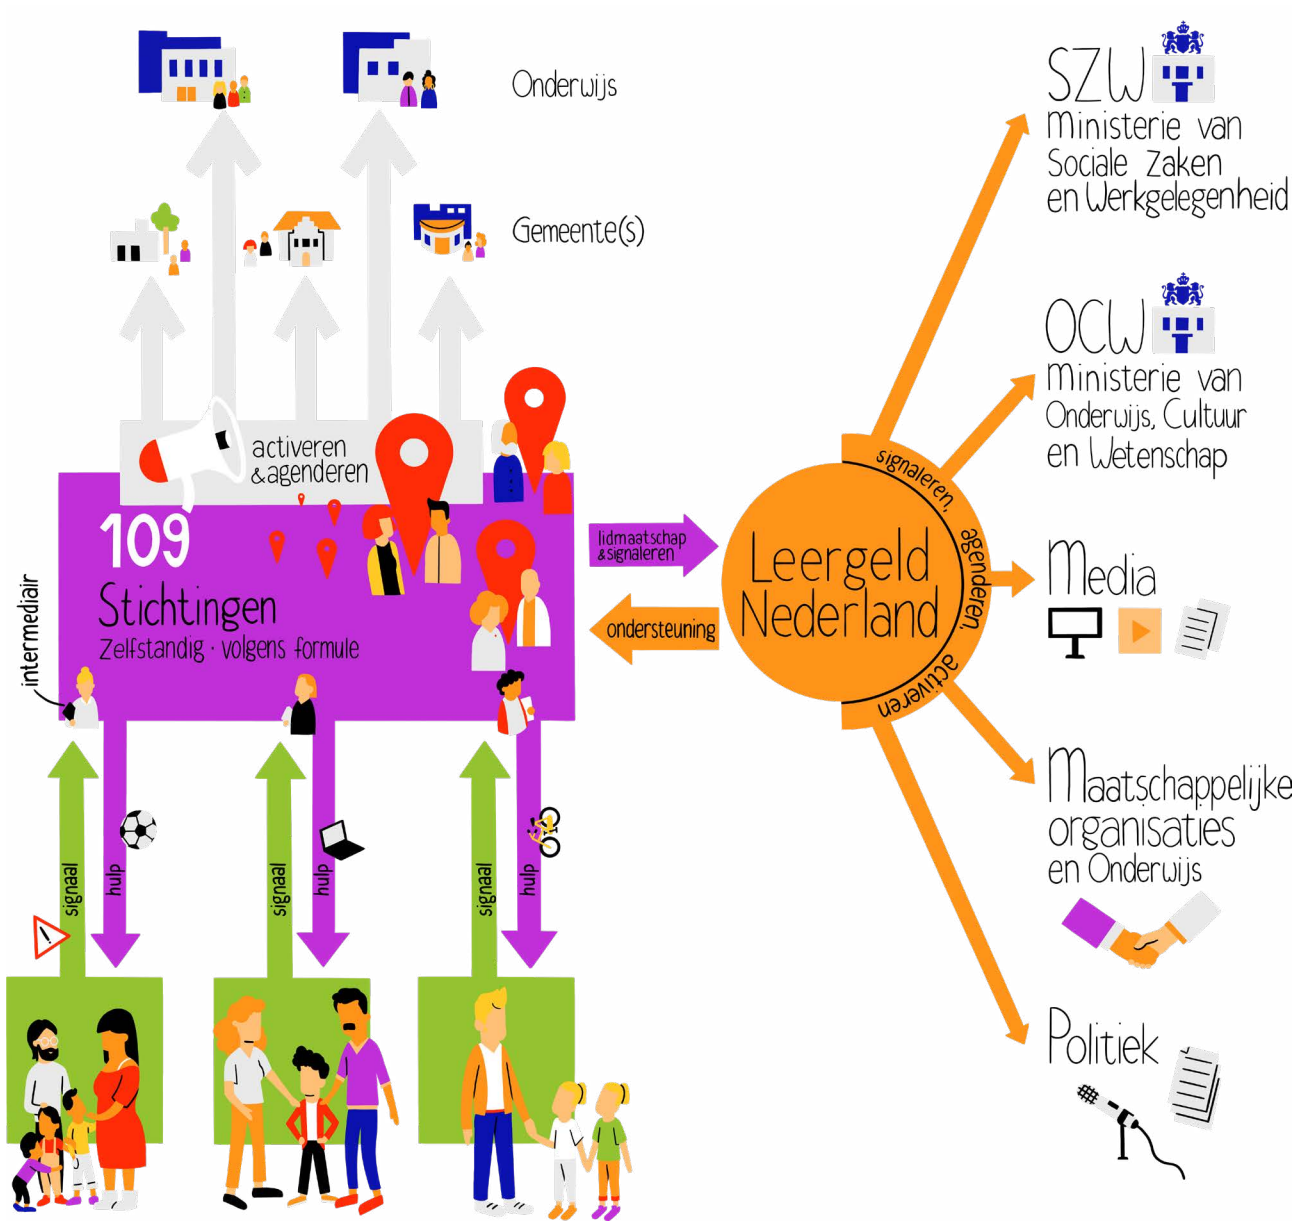 Onderwijs
Gemeente(s)
activeren
& agenderen
109
Stichtingen
Zelfstandig · volgens formule
intermediair
signaal
hulp
signaal
hulp
signaal
hulp
lidmaatschap
& signaleren
ondersteuning
Leergeld
Nederland
signaleren,
agenderen,
activeren
SZW
Ministerie van
Sociale Zaken
en Werkgelegenheid
OCW
Ministerie van
Onderwijs, Cultuur
en Wetenschap
Media
Maatschappelijke
organisaties
en Onderwijs
Politiek